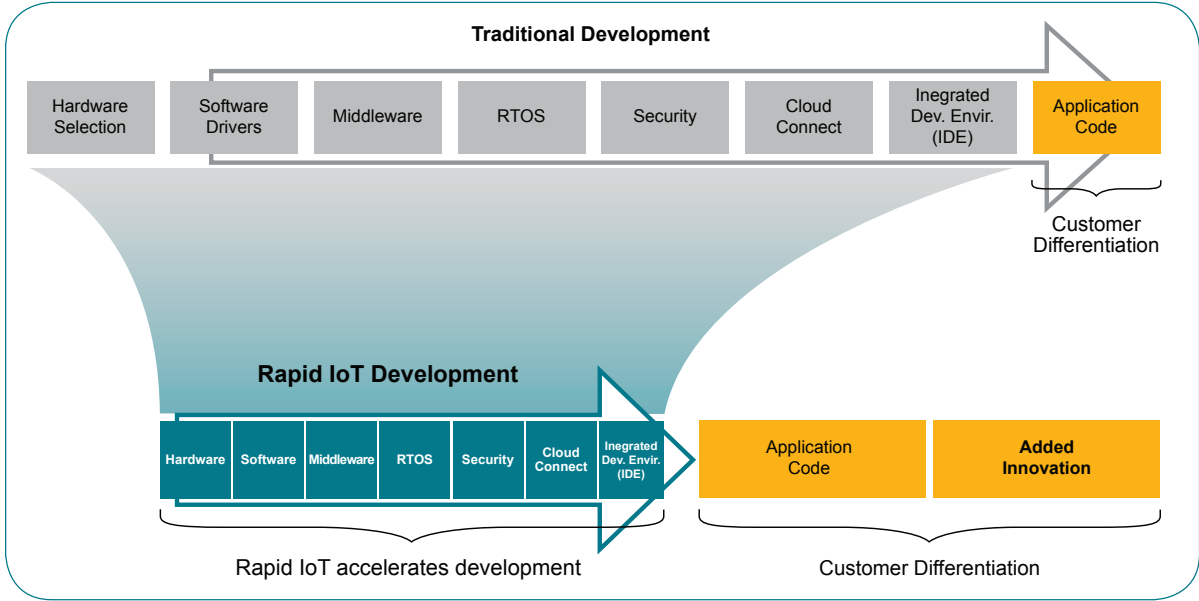 Traditional Development
Hardware
Selection
Software
Drivers
Middleware
RTOS
Security
Cloud
Connect
Inegrated
Dev. Envir.
(IDE)
Application
Code
Customer
Differentiation
Rapid IoT Development
Hardware
Software
Middleware
RTOS
Security
Cloud
Connect
Inegrated
Dev. Envir.
(IDE)
Application
Code
Added
Innovation
Rapid IoT accelerates development
Customer Differentiation